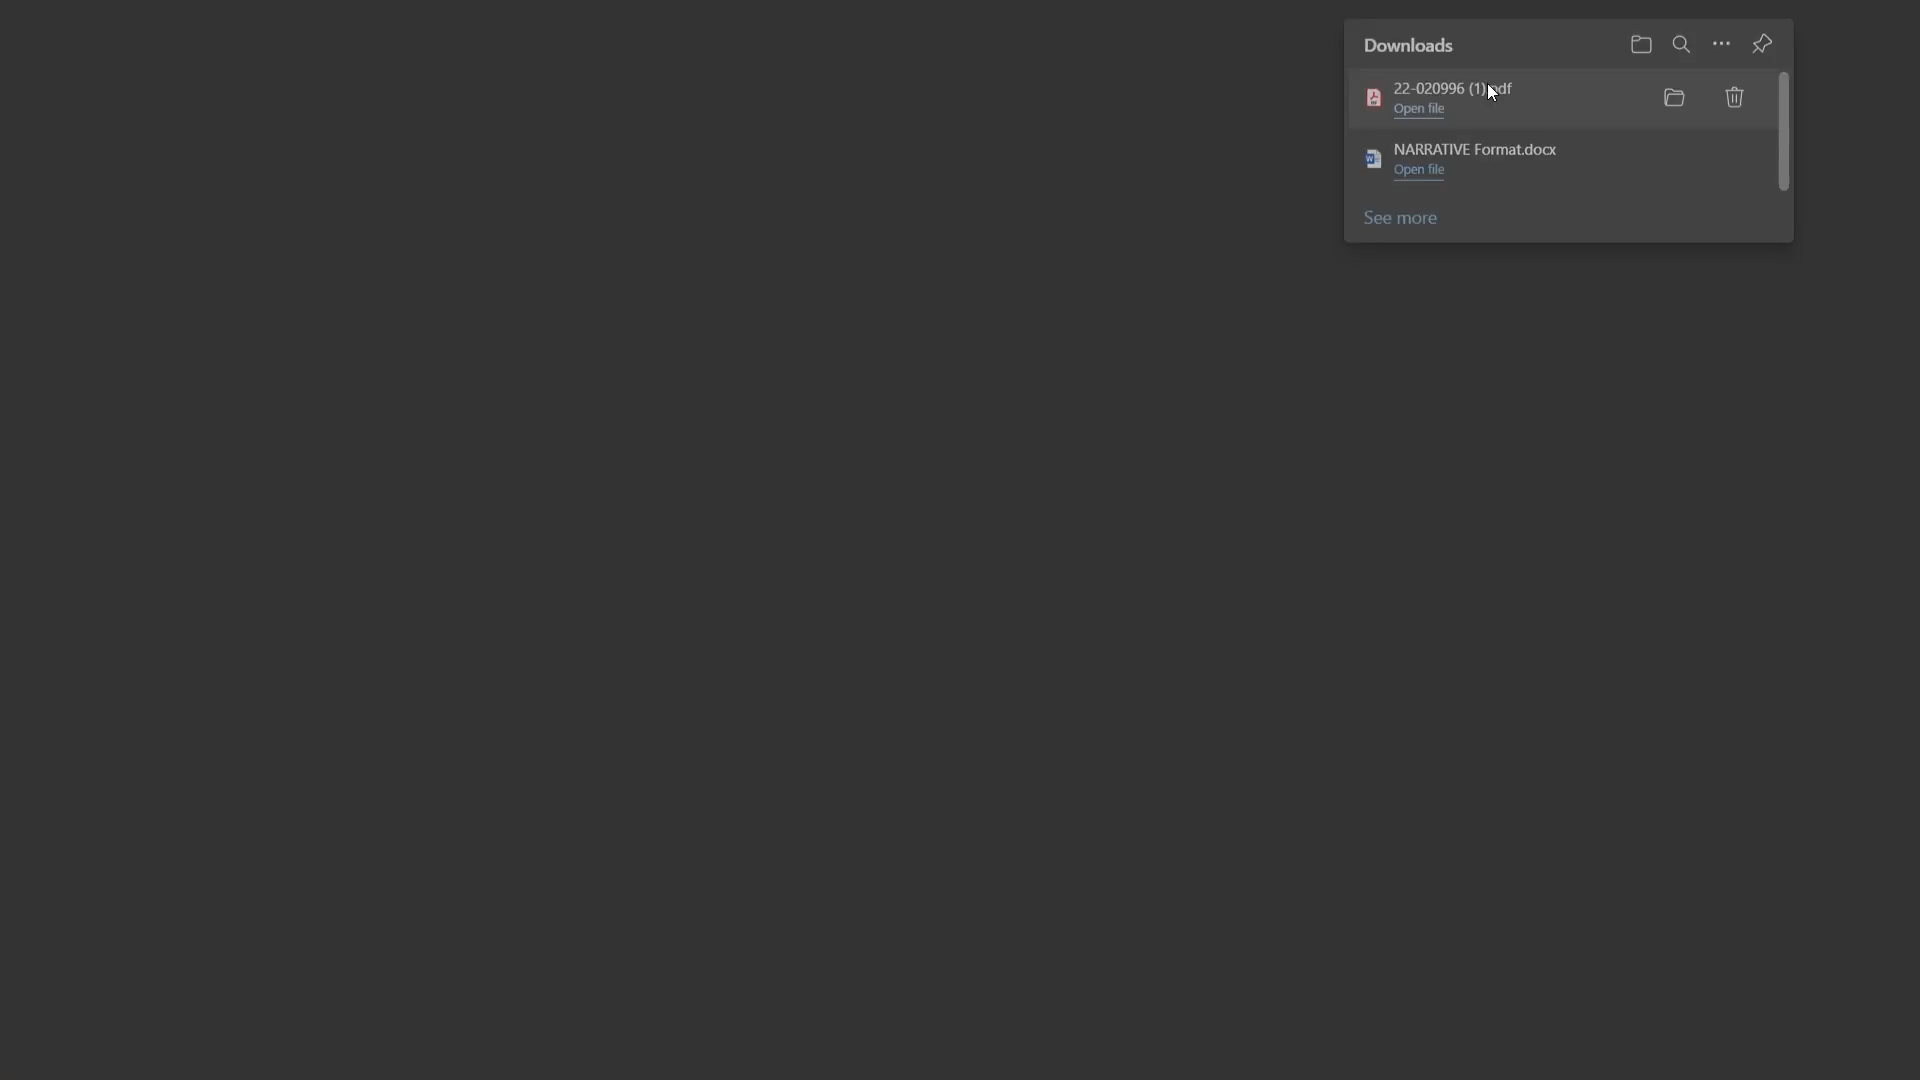 Downloads
22-020996 (1).pdf
Open file
NARRATIVE Format.docx
Open file
See more